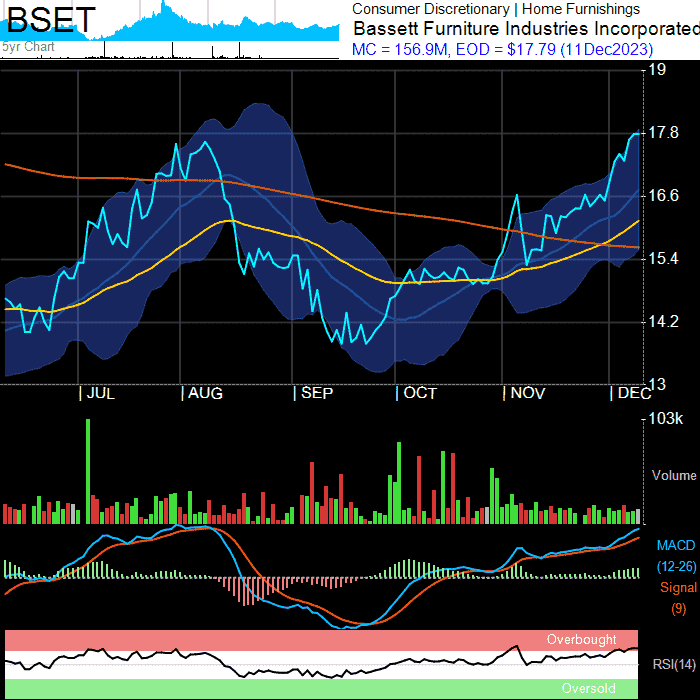 BSET
5yr Chart
Consumer Discretionary | Home Furnishings
Bassett Furniture Industries Incorporated
MC = 156.9M, EOD = $17.79 (11Dec2023)
19
17.8
16.6
15.4
14.2
13
| JUL | AUG | SEP | OCT | NOV | DEC
103k
Volume
MACD
(12-26)
Signal
(9)
Overbought
RSI(14)
Oversold